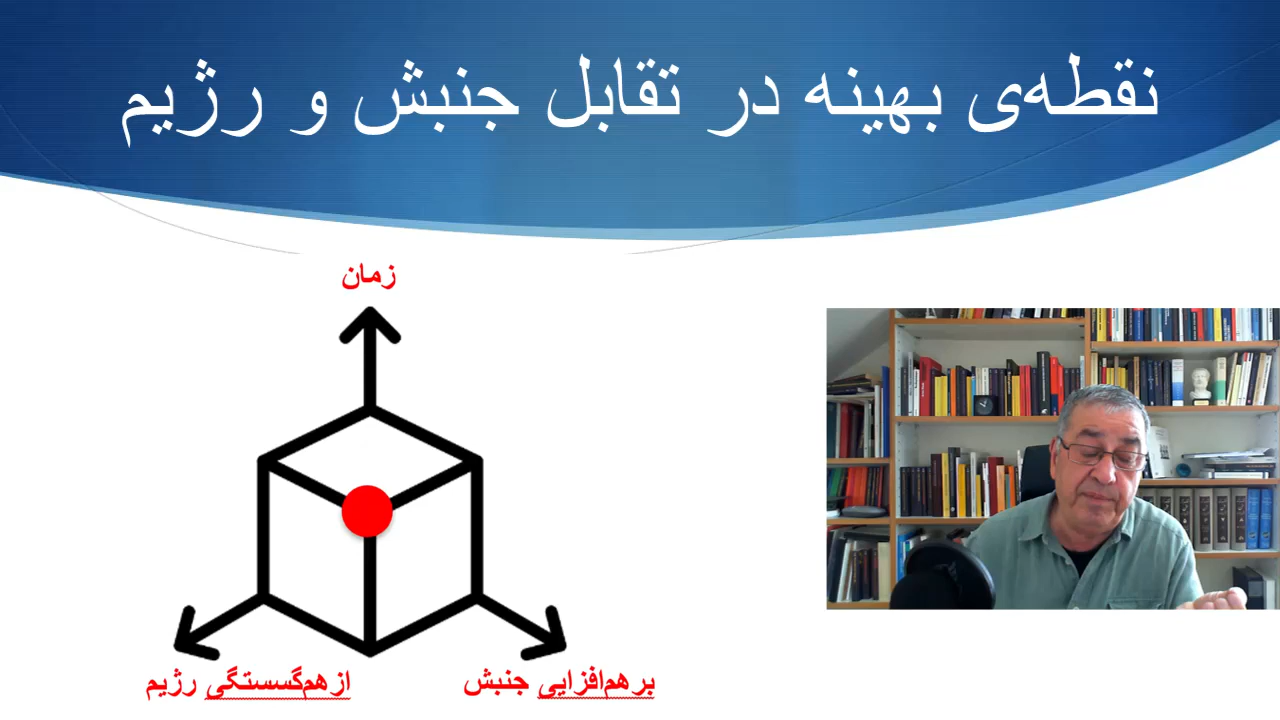 نقطه‌ی بهینه در تقابل جنبش و رژیم
زمان
برهم‌افزایی جنبش
ازهم‌گسستگی رژیم